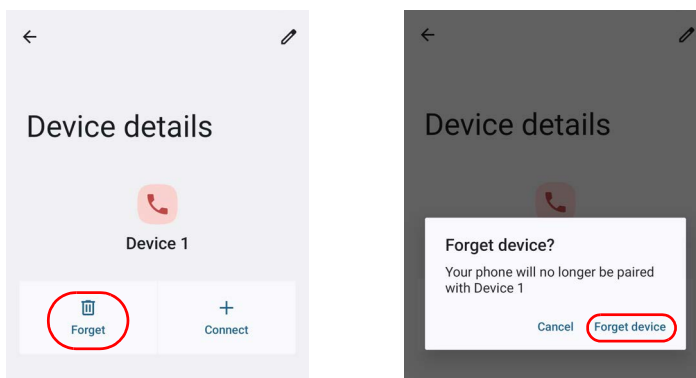 Device details
Device 1
Forget
Connect
Device details
Forget device?
Your phone will no longer be paired
with Device 1
Cancel Forget device